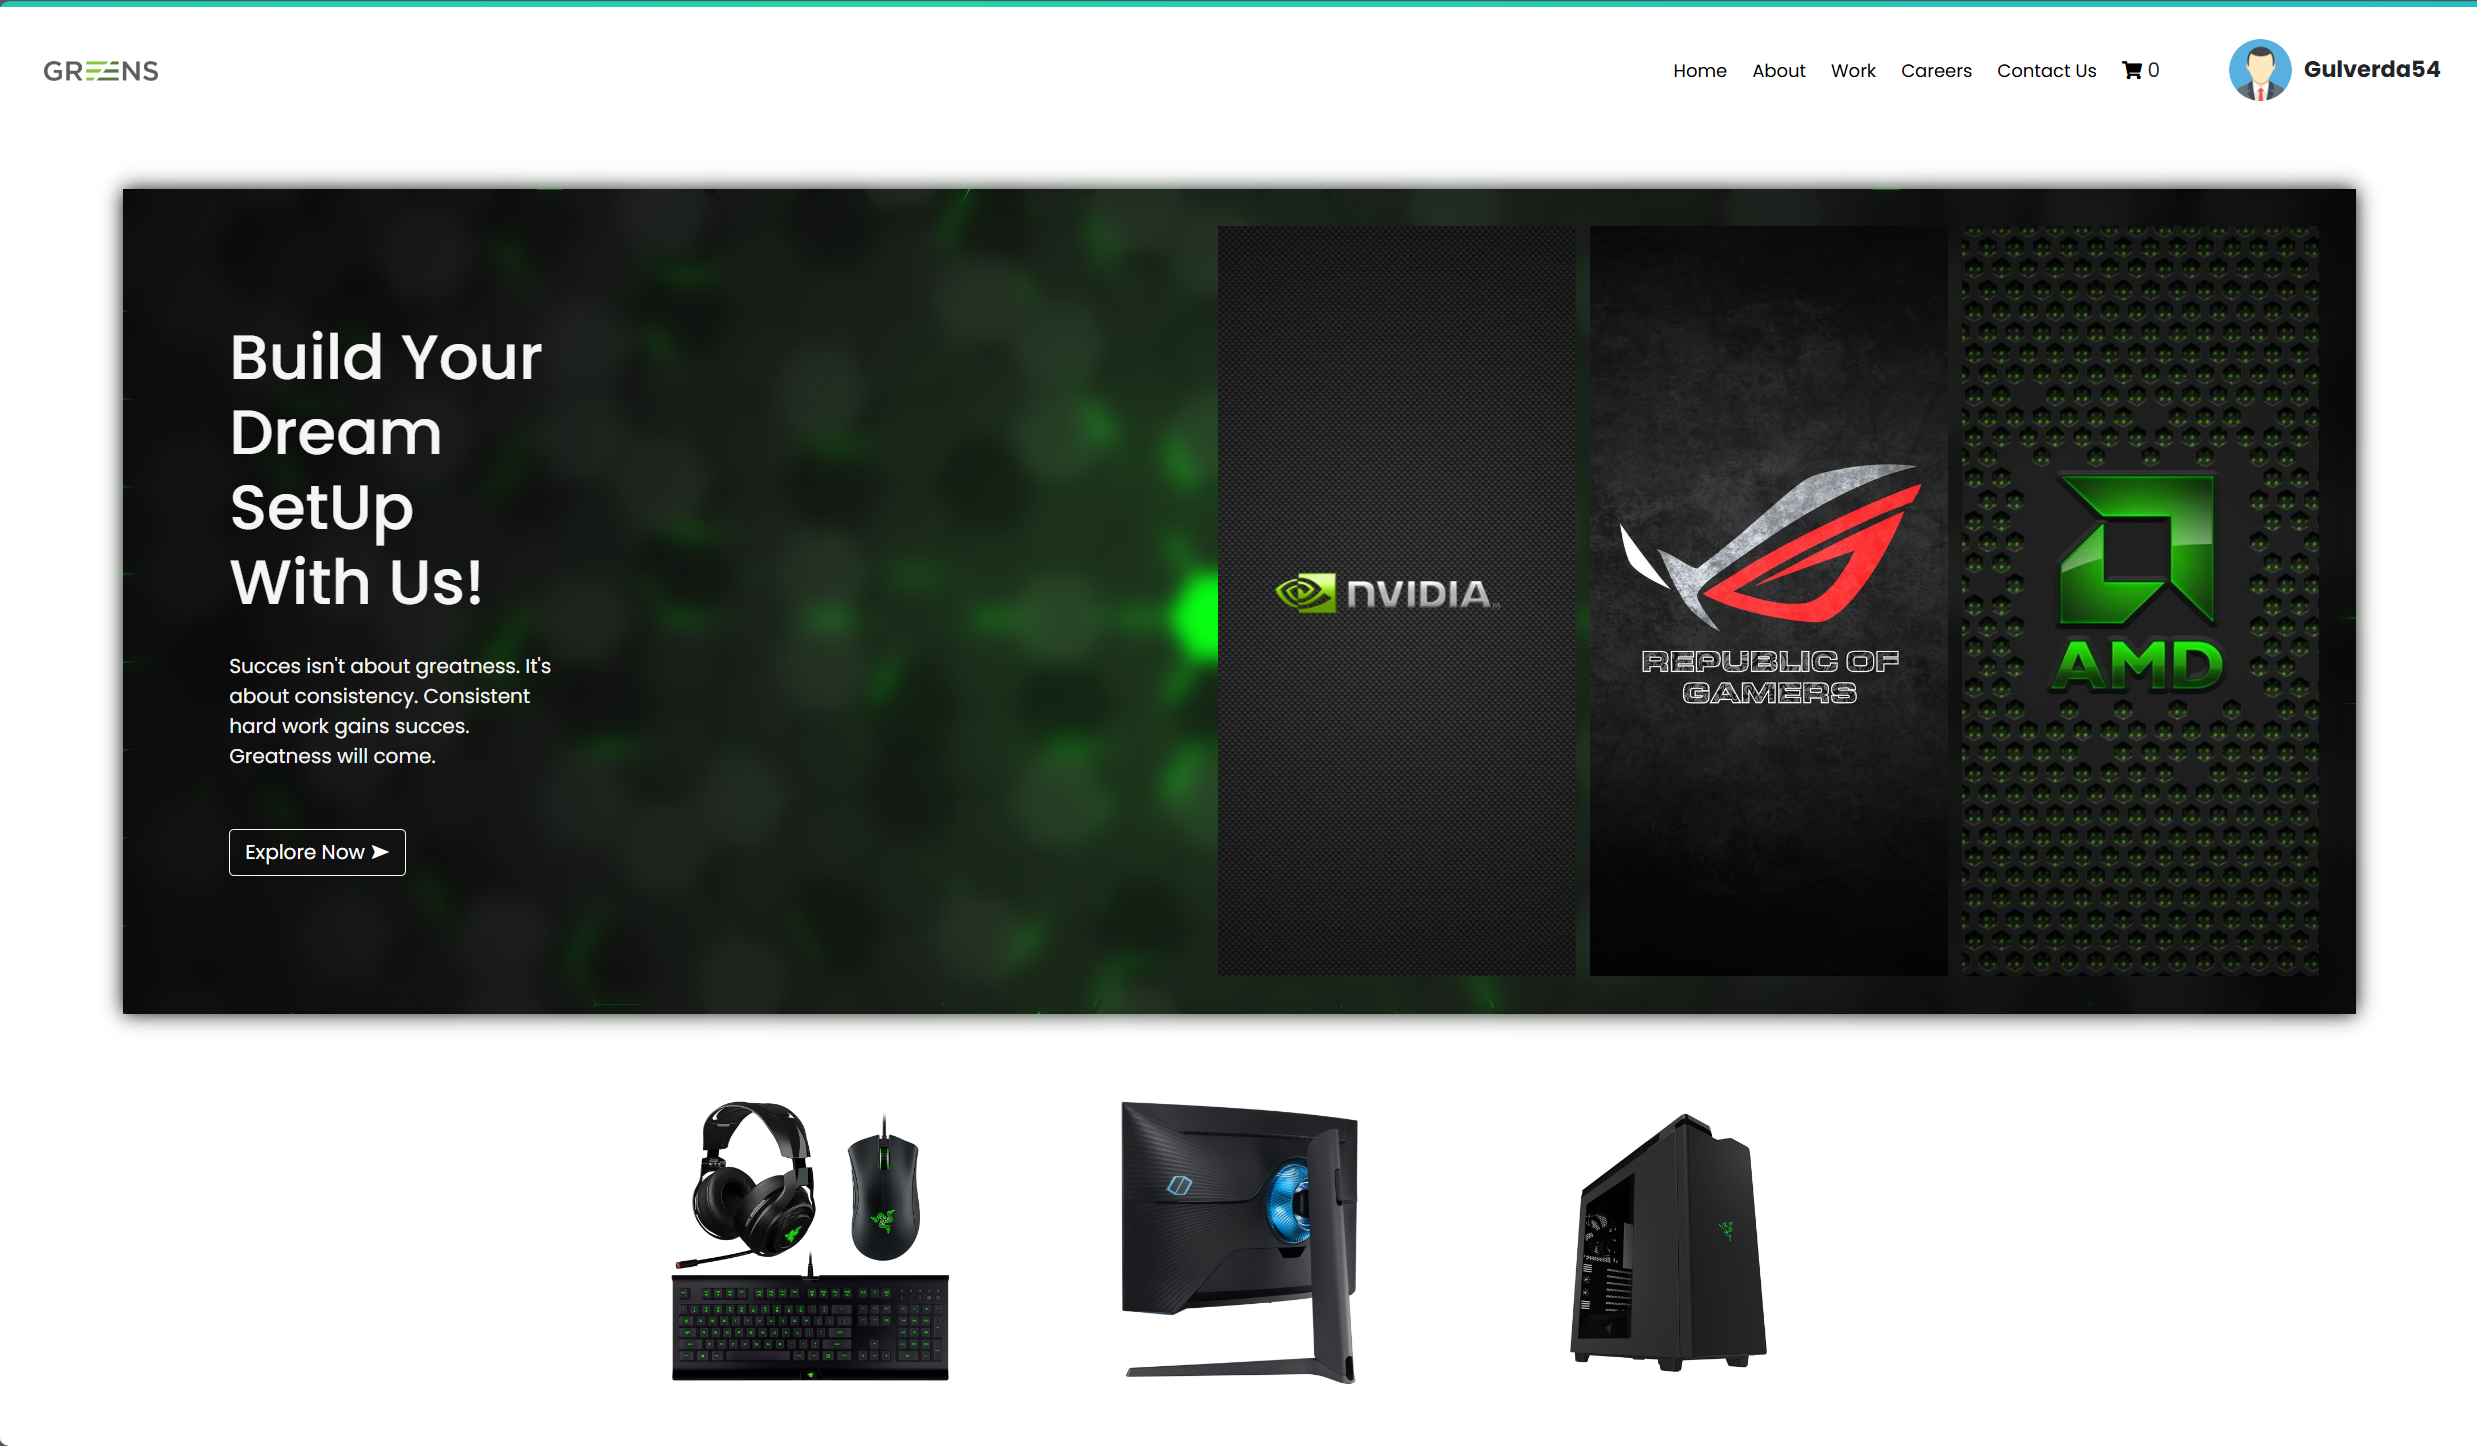 GREENS
Home About Work Careers Contact Us 0 Gulverda54
Build Your
Dream
SetUp
With Us!
Succes isn't about greatness. It's
about consistency. Consistent
hard work gains succes.
Greatness will come.
Explore Now
NVIDIA
REPUBLIC OF
GAMERS
AMD